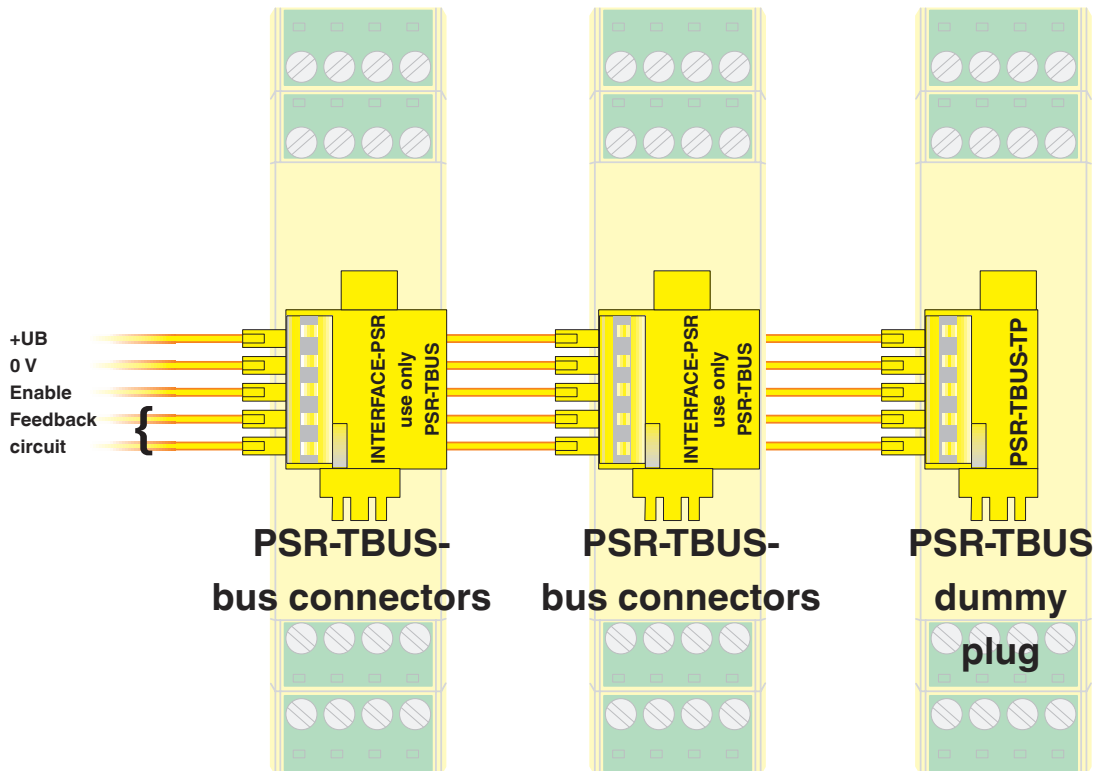 +UB
0 V
Enable
Feedback
circuit
{
INTERFACE-PSR
use only
PSR-TBUS
INTERFACE-PSR
use only
PSR-TBUS
PSR-TBUS-TP
PSR-TBUS-
bus connectors
PSR-TBUS-
bus connectors
PSR-TBUS
dummy
plug